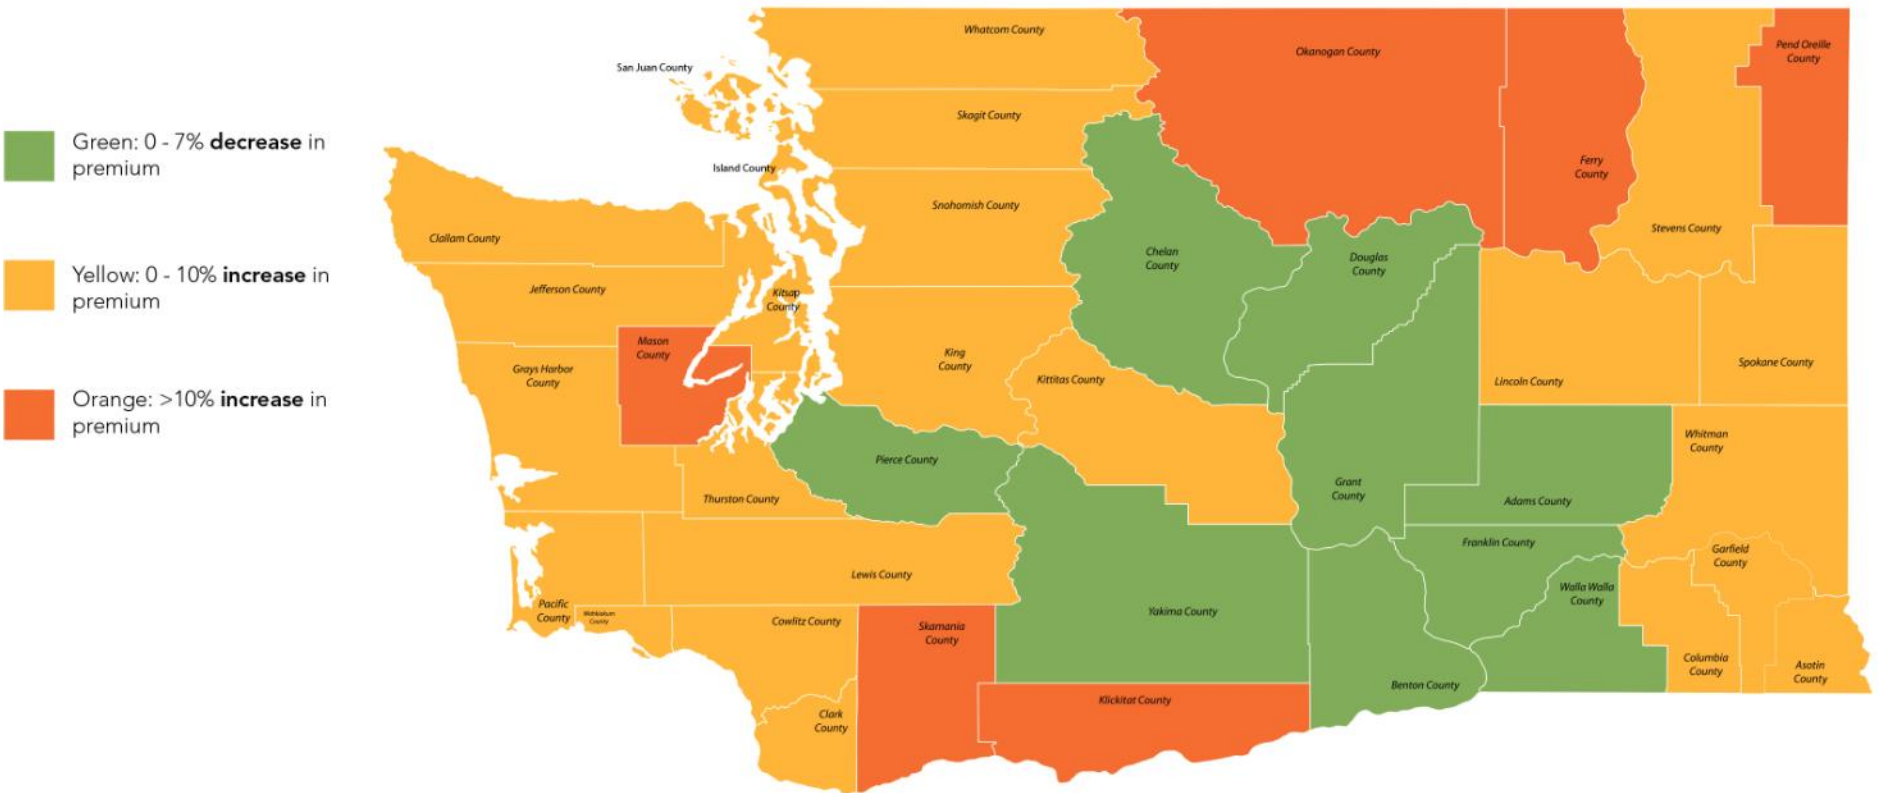 Green: 0 - 7% decrease in
premium
Yellow: 0 - 10% increase in
premium
Orange: >10% increase in
premium
Whatcom County
San Juan County
Skagit County
Island County
Snohomish County
Clallam County
Jefferson County
Kitsap
County
Mason
County
Grays Harbor
County
King
County
Kittitas County
Pierce County
Thurston County
Lewis County
Pacific
County
Wahkiakum
County
Cowlitz County
Clark
County
Skamania
County
Klickitat County
Yakima County
Benton County
Chelan
County
Douglas
County
Okanogan County
Ferry
County
Stevens County
Pend Oreille
County
Lincoln County
Spokane County
Grant
County
Adams County
Whitman
County
Franklin County
Walla Walla
County
Garfield
County
Columbia
County
Asotin
County